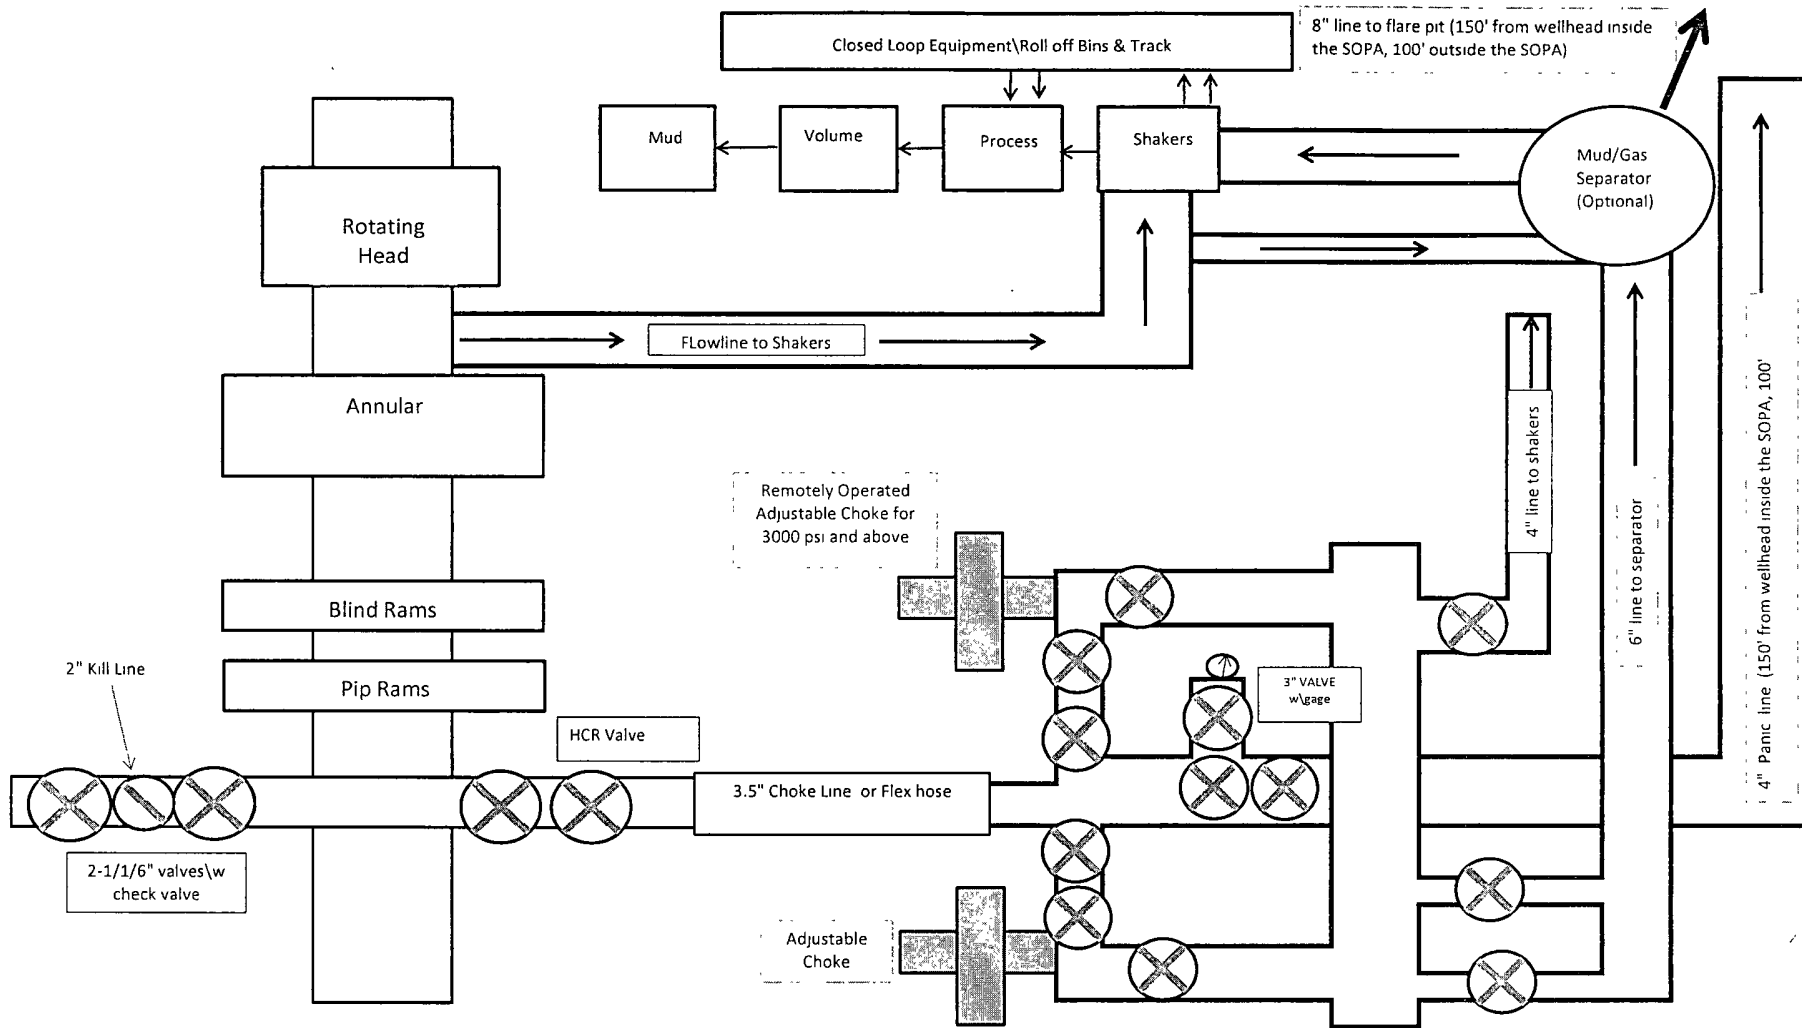 Closed Loop Equipment\Roll off Bins & Track
8" line to flare pit (150' from wellhead inside
the SOPA, 100' outside the SOPA)
Mud
Volume
Process
Shakers
Mud/Gas
Separator
(Optional)
Rotating
Head
FLowline to Shakers
Annular
4" line to shakers
6" line to separator
4" Panic line (150' from wellhead inside the SOPA, 100'
Remotely Operated
Adjustable Choke for
3000 psi and above
Blind Rams
Pip Rams
2" Kill Line
HCR Valve
3" VALVE
w\gage
3.5" Choke Line or Flex hose
2-1/1/6" valves\w
check valve
Adjustable
Choke